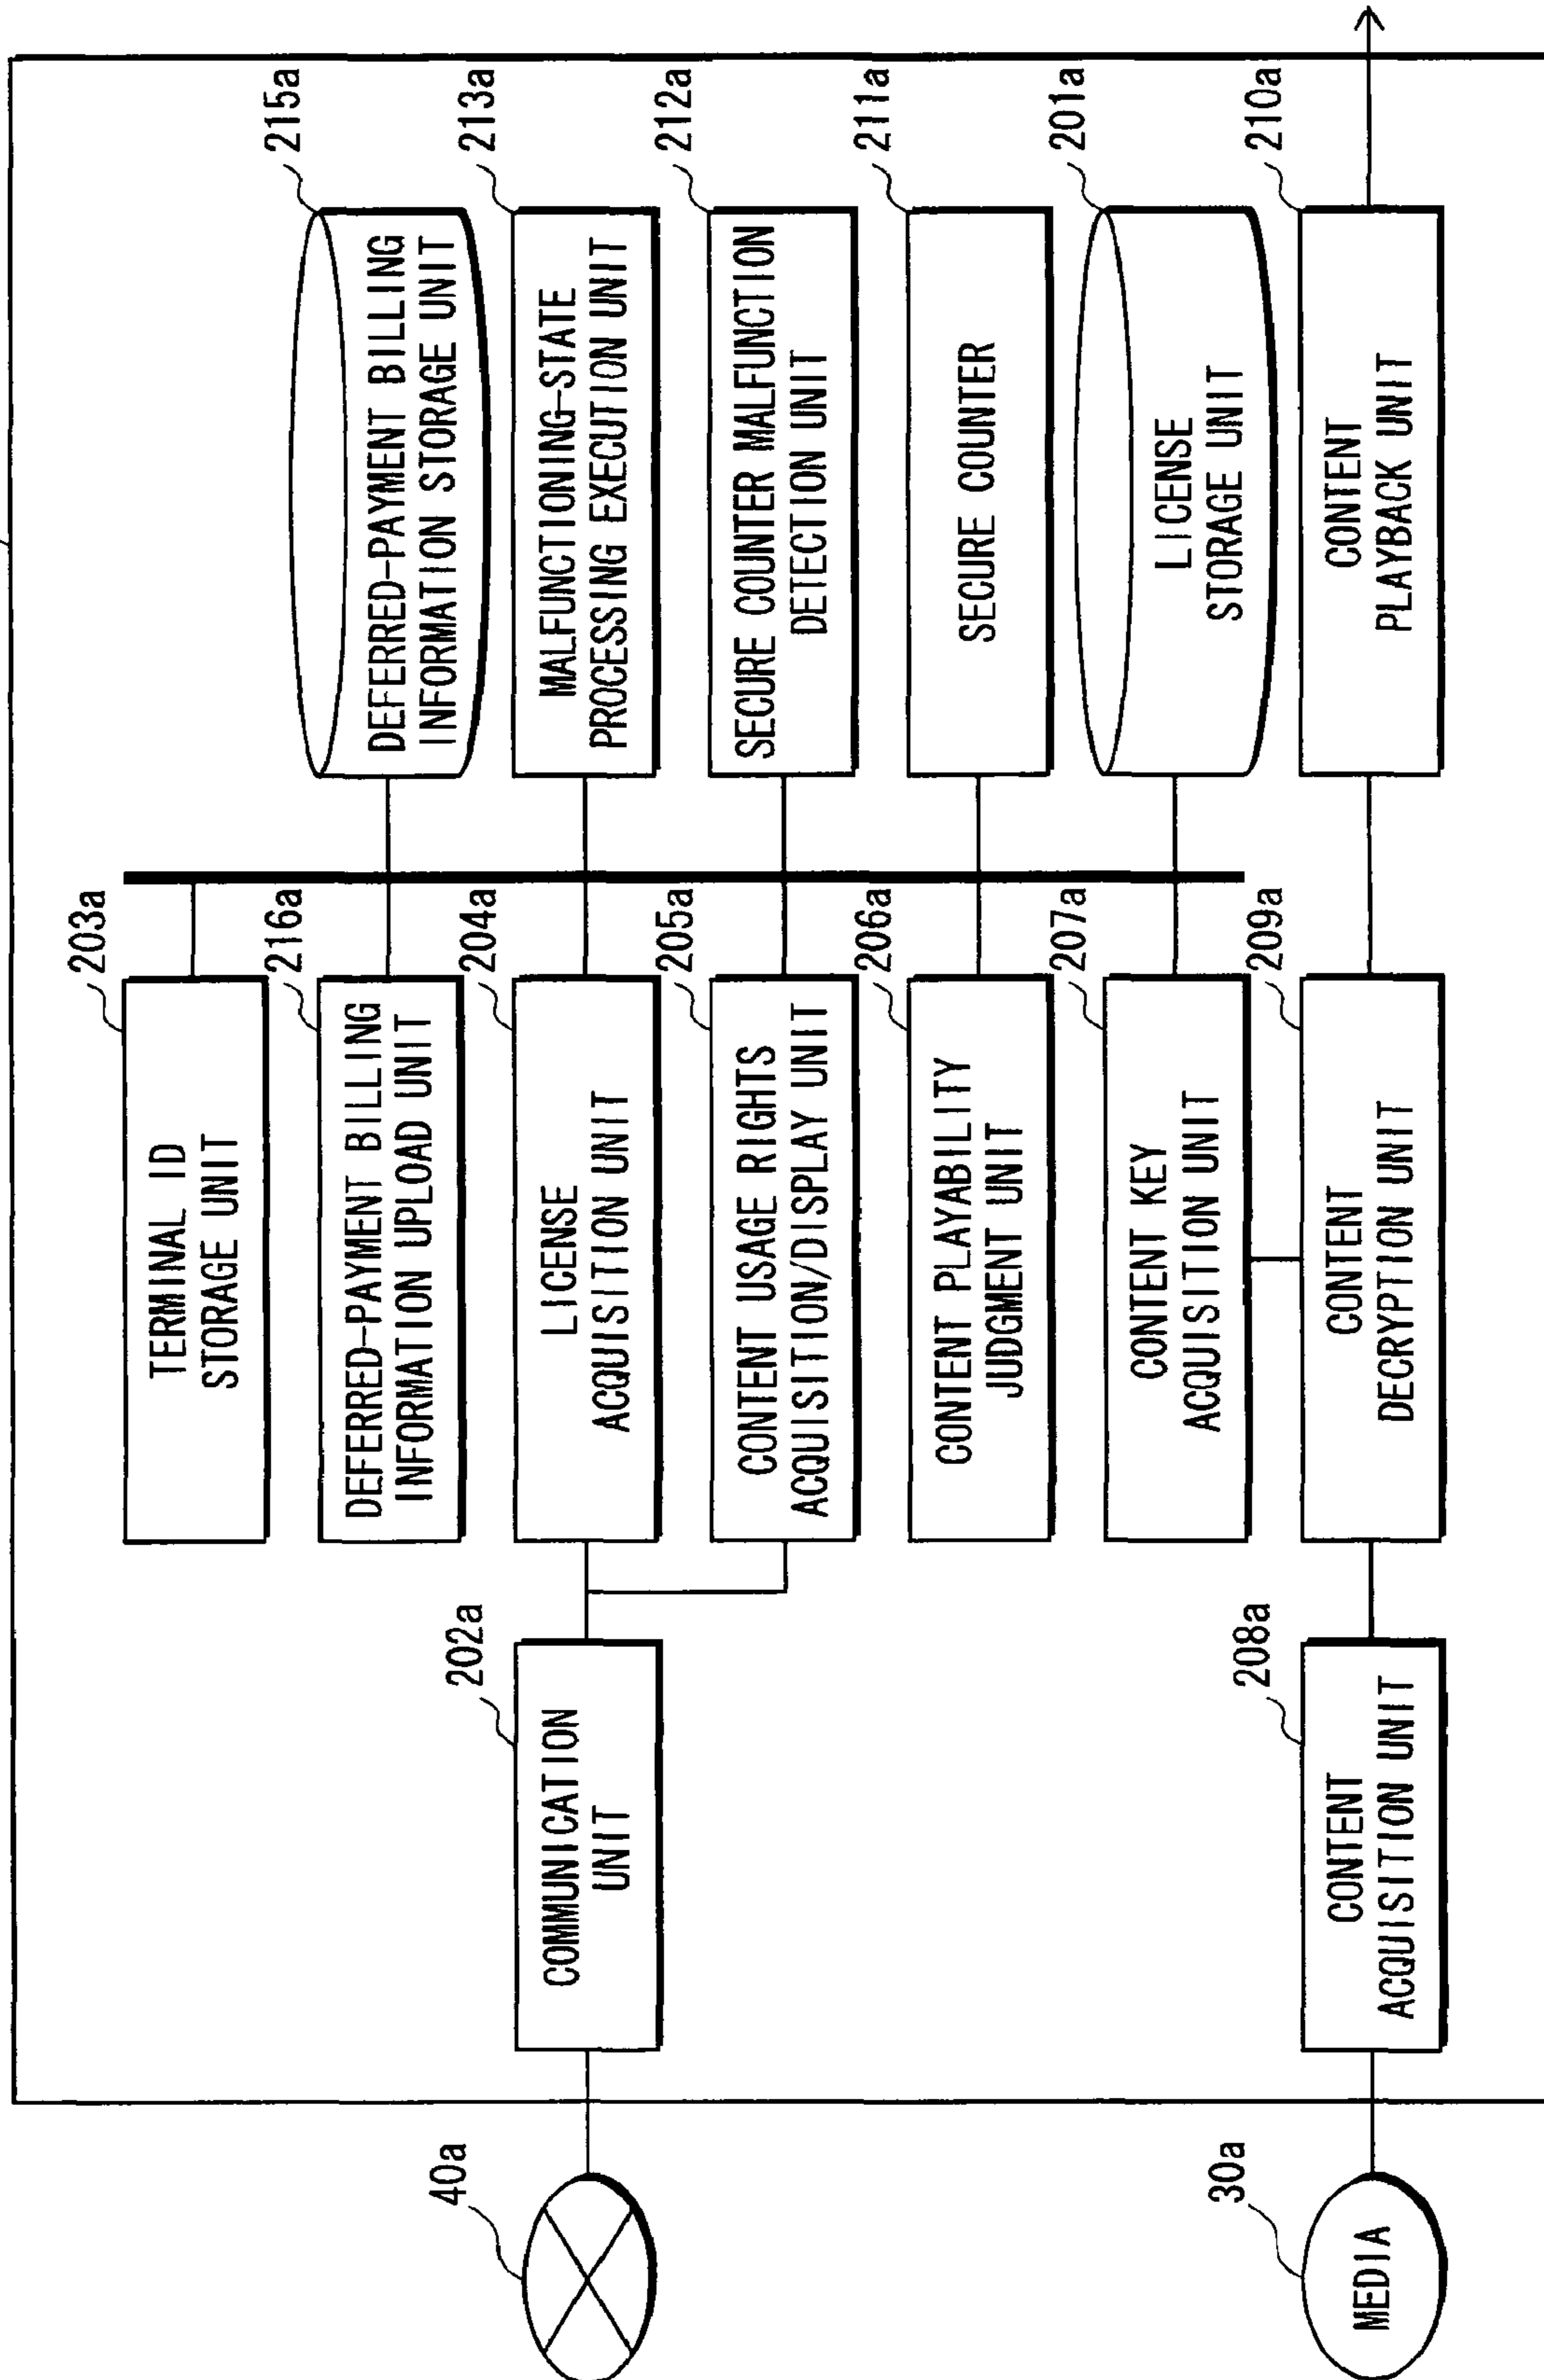 203a
TERMINAL ID
STORAGE UNIT
215a
DEFERRED-PAYMENT BILLING
INFORMATION STORAGE UNIT
216a
DEFERRED-PAYMENT BILLING
INFORMATION UPLOAD UNIT
213a
MALFUNCTIONING-STATE
PROCESSING EXECUTION UNIT
40a
202a
COMMUNICATION
UNIT
204a
LICENSE
ACQUISITION UNIT
212a
SECURE COUNTER MALFUNCTION
DETECTION UNIT
205a
CONTENT USAGE RIGHTS
ACQUISITION/DISPLAY UNIT
211a
SECURE COUNTER
206a
CONTENT PLAYABILITY
JUDGMENT UNIT
201a
LICENSE
STORAGE UNIT
207a
CONTENT KEY
ACQUISITION UNIT
30a
MEDIA
208a
CONTENT
ACQUISITION UNIT
209a
CONTENT
DECRYPTION UNIT
210a
CONTENT
PLAYBACK UNIT